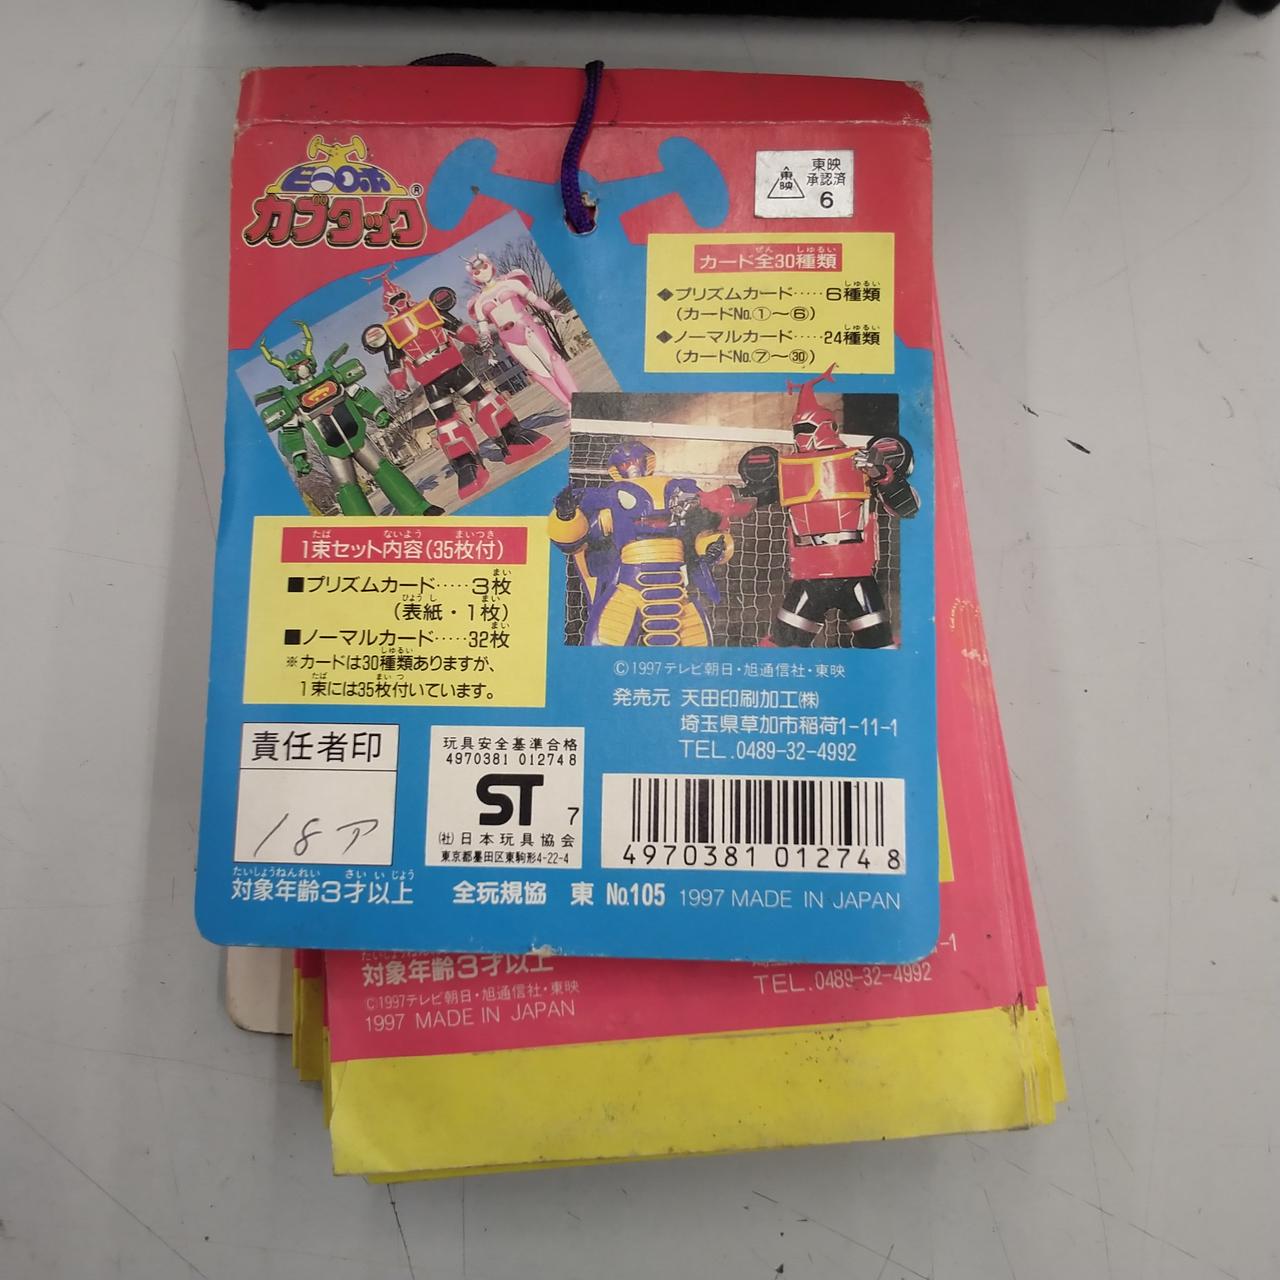 ビーロボ
カブタック®
東映
東映
承認済
6
カード全30種類
◆プリズムカード‥‥‥6種類
(カードNo.①〜⑥)
◆ノーマルカード‥‥‥24種類
(カードNo.⑦〜㉚)
1束セット内容(35枚付)
■プリズムカード‥‥‥3枚
(表紙・1枚)
■ノーマルカード‥‥‥32枚
※カードは30種類ありますが、
1束には35枚付いています。
©1997テレビ朝日・旭通信社・東映
発売元 天田印刷加工㈱
埼玉県草加市稲荷1-11-1
TEL.0489-32-4992
責任者印
18ア
玩具安全基準合格
4970381 012748
ST 7
(社)日本玩具協会
東京都墨田区東駒形4-22-4
4970381 012748
対象年齢3才以上
全玩規協 東 No.105 1997 MADE IN JAPAN
対象年齢3才以上
©1997テレビ朝日・旭通信社・東映
1997 MADE IN JAPAN
-1
TEL.0489-32-4992